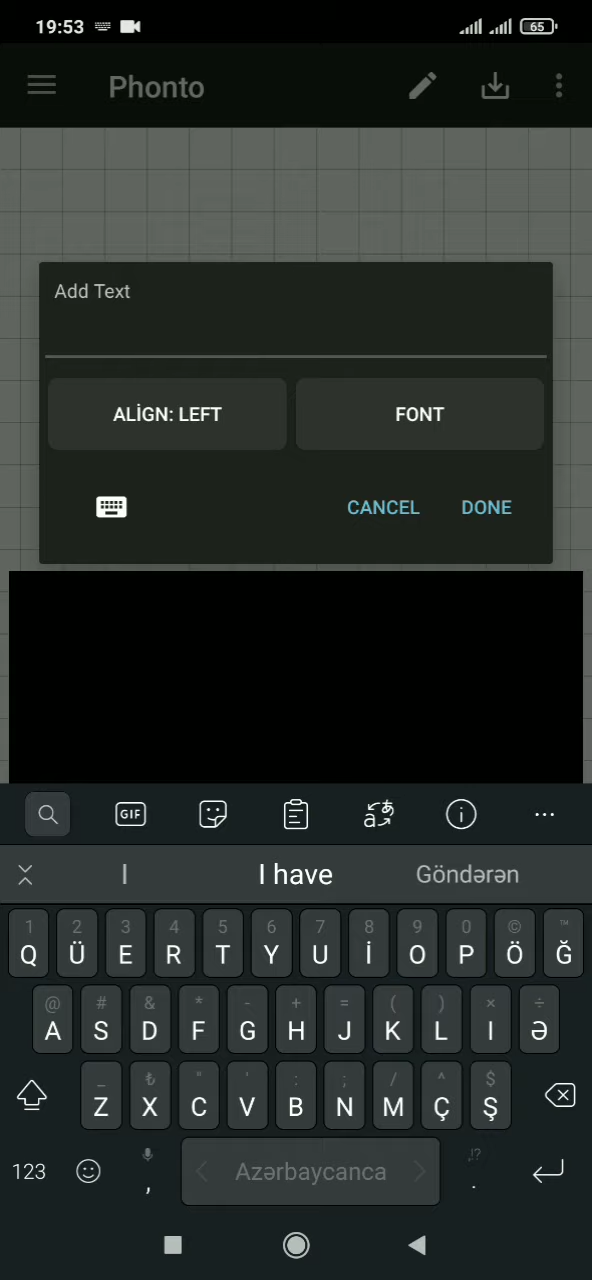 19:53
65
Phonto
Add Text
ALİGN: LEFT
FONT
CANCEL
DONE
GIF
I
I have
Göndərən
1 2 3 4 5 6 7 8 9 0 © ™
Q Ü E R T Y U İ O P Ö Ğ
@ # & * - + = ( ) × ÷
A S D F G H J K L I Ə
_ ₺ " ' : ; / ^ $
Z X C V B N M Ç Ş
,!?
123 , Azərbaycanca .